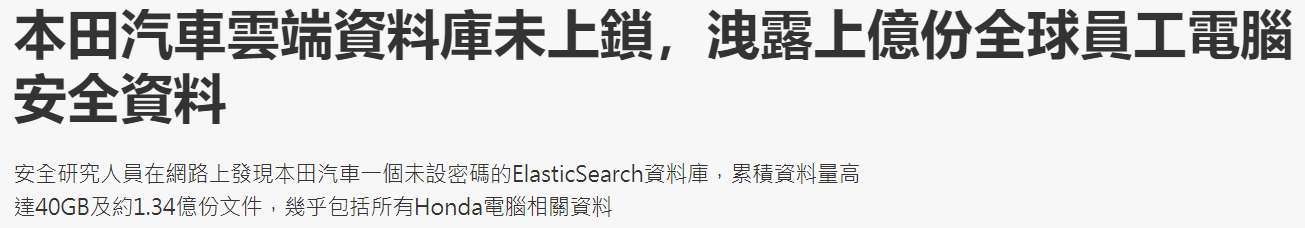 本田汽車雲端資料庫未上鎖，洩露上億份全球員工電腦
安全資料
安全研究人員在網路上發現本田汽車一個未設密碼的ElasticSearch資料庫，累積資料量高
達40GB及約1.34億份文件，幾乎包括所有Honda電腦相關資料